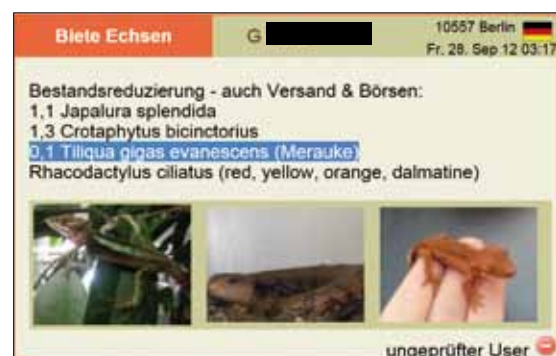 Biete Echsen
G
10557 Berlin
Fr. 28. Sep 12 03:17
Bestandsreduzierung - auch Versand & Börsen:
1,1 Japalura splendida
1,3 Crotaphytus bicinctorius
0,1 Tiliqua gigas evanescens (Merauke)
Rhacodactylus ciliatus (red, yellow, orange, dalmatine)
ungeprüfter User